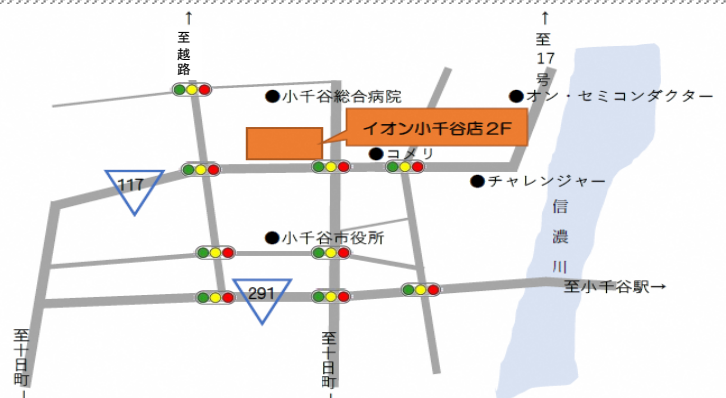 至越路
至17号
小千谷総合病院
オン・セミコンダクター
イオン小千谷店2F
コメリ
チャレンジャー
117
信濃川
小千谷市役所
291
至小千谷駅→
至十日町
至十日町